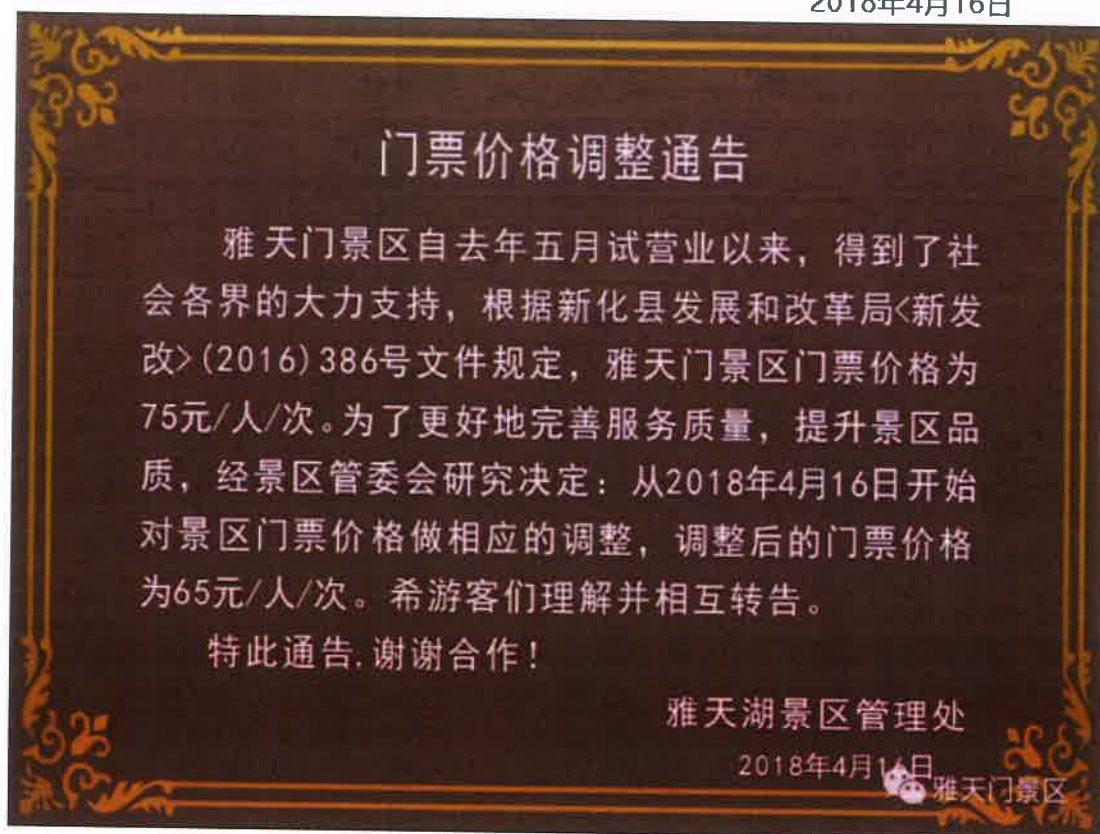 2018年4月16日
门票价格调整通告
雅天门景区自去年五月试营业以来，得到了社
会各界的大力支持，根据新化县发展和改革局<新发
改>(2016)386号文件规定，雅天门景区门票价格为
75元/人/次。为了更好地完善服务质量，提升景区品
质，经景区管委会研究决定：从2018年4月16日开始
对景区门票价格做相应的调整，调整后的门票价格
为65元/人/次。希游客们理解并相互转告。
特此通告.谢谢合作！
雅天湖景区管理处
2018年4月16日
雅天门景区